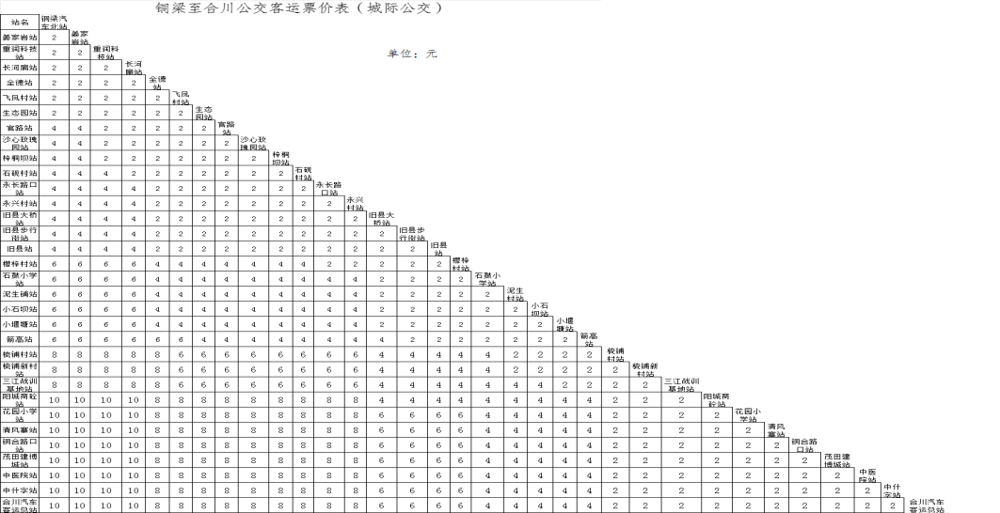 铜梁至合川公交客运票价表（城际公交）
单位：元
站名 铜梁汽车北站
姜家岩站 2 姜家岩站
重润科技站 2 2 重润科技站
长河扁站 2 2 2 长河扁站
全德站 2 2 2 2 全德站
飞凤村站 2 2 2 2 2 飞凤村站
生态园站 2 2 2 2 2 2 生态园站
官路站 4 4 2 2 2 2 2 官路站
沙心玫瑰园站 4 4 2 2 2 2 2 2 沙心玫瑰园站
梓桐坝站 4 4 2 2 2 2 2 2 2 梓桐坝站
石砚村站 4 4 4 2 2 2 2 2 2 2 石砚村站
永长路口站 4 4 4 4 2 2 2 2 2 2 2 永长路口站
永兴村站 4 4 4 4 2 2 2 2 2 2 2 2 永兴村站
旧县大桥站 4 4 4 4 2 2 2 2 2 2 2 2 2 旧县大桥站
旧县步行街站 4 4 4 4 2 2 2 2 2 2 2 2 2 2 旧县步行街站
旧县站 4 4 4 4 2 2 2 2 2 2 2 2 2 2 2 旧县站
樱梓村站 6 6 6 6 4 4 4 4 4 4 4 2 2 2 2 2 樱梓村站
石鼓小学站 6 6 6 6 4 4 4 4 4 4 4 4 4 2 2 2 2 石鼓小学站
泥生铺站 6 6 6 6 4 4 4 4 4 4 4 4 4 2 2 2 2 2 泥生村站
小石坝站 6 6 6 6 4 4 4 4 4 4 4 4 4 2 2 2 2 2 2 小石坝站
小堰塘站 6 6 6 6 4 4 4 4 4 4 4 4 4 2 2 2 2 2 2 2 小堰塘站
箭高站 6 6 6 6 6 6 4 4 4 4 4 4 4 4 2 2 2 2 2 2 2 箭高站
梳铺村站 8 8 8 8 8 6 6 6 6 6 6 6 6 4 4 4 4 4 2 2 2 2 梳铺村站
梳铺新村站 8 8 8 8 8 6 6 6 6 6 6 6 6 4 4 4 4 4 2 2 2 2 2 梳铺新村站
三江战训基地站 8 8 8 8 8 6 6 6 6 6 6 6 6 4 4 4 4 4 4 4 2 2 2 2 三江战训基地站
阳城商砼站 10 10 10 10 8 8 8 8 8 8 8 8 8 4 4 4 4 4 4 4 4 4 2 2 2 阳城商砼站
花园小学站 10 10 10 10 8 8 8 8 8 8 8 8 8 6 6 6 6 4 4 4 4 4 2 2 2 2 花园小学站
清风寨站 10 10 10 10 8 8 8 8 8 8 8 8 8 6 6 6 6 4 4 4 4 4 2 2 2 2 2 清风寨站
铜合路口站 10 10 10 10 8 8 8 8 8 8 8 8 8 6 6 6 6 4 4 4 4 4 2 2 2 2 2 2 铜合路口站
茂田建博城站 10 10 10 10 8 8 8 8 8 8 8 8 8 6 6 6 6 4 4 4 4 4 2 2 2 2 2 2 2 茂田建博城站
中医院站 10 10 10 10 8 8 8 8 8 8 8 8 8 6 6 6 6 4 4 4 4 4 2 2 2 2 2 2 2 2 中医院站
中什字站 10 10 10 10 8 8 8 8 8 8 8 8 8 6 6 6 6 4 4 4 4 4 2 2 2 2 2 2 2 2 2 中什字站
合川汽车客运总站 10 10 10 10 8 8 8 8 8 8 8 8 8 6 6 6 6 4 4 4 4 4 2 2 2 2 2 2 2 2 2 2 合川汽车客运总站